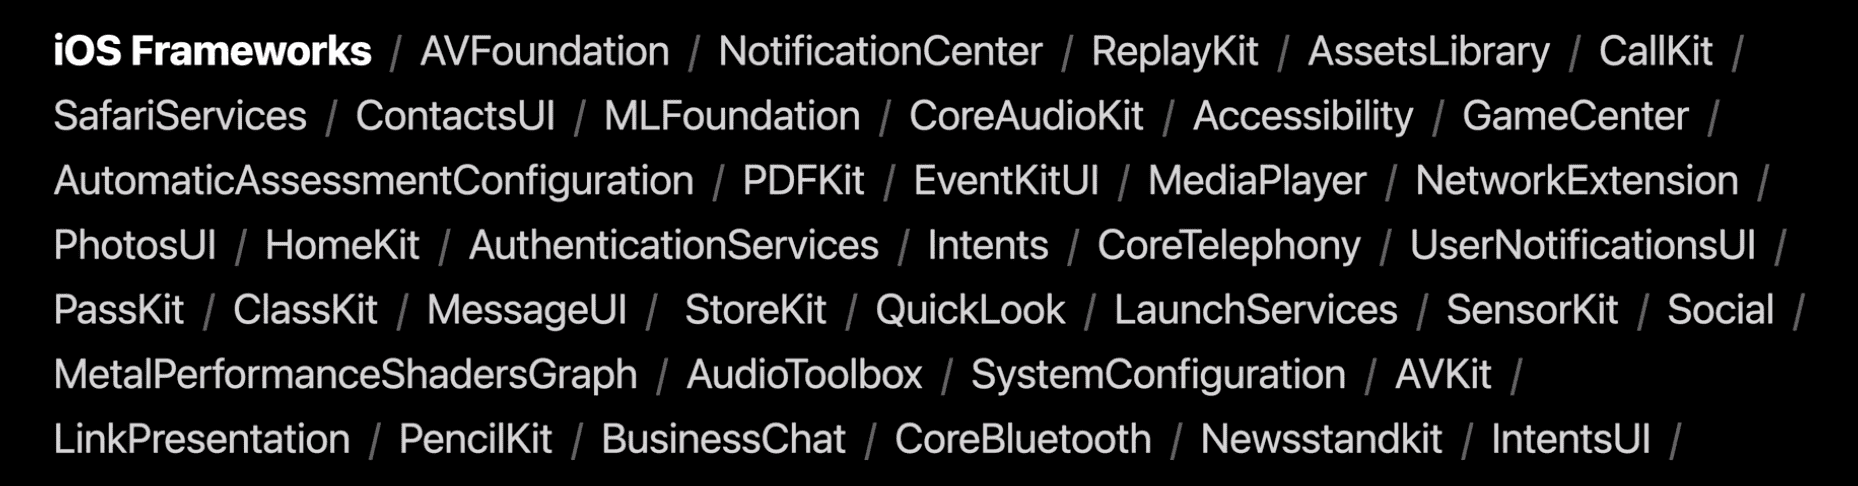 iOS Frameworks / AVFoundation / NotificationCenter / ReplayKit / AssetsLibrary / CallKit /
SafariServices / ContactsUI / MLFoundation / CoreAudioKit / Accessibility / GameCenter /
AutomaticAssessmentConfiguration / PDFKit / EventKitUI / MediaPlayer / NetworkExtension /
PhotosUI / HomeKit / AuthenticationServices / Intents / CoreTelephony / UserNotificationsUI /
PassKit / ClassKit / MessageUI / StoreKit / QuickLook / LaunchServices / SensorKit / Social /
MetalPerformanceShadersGraph / AudioToolbox / SystemConfiguration / AVKit /
LinkPresentation / PencilKit / BusinessChat / CoreBluetooth / Newsstandkit / IntentsUI /